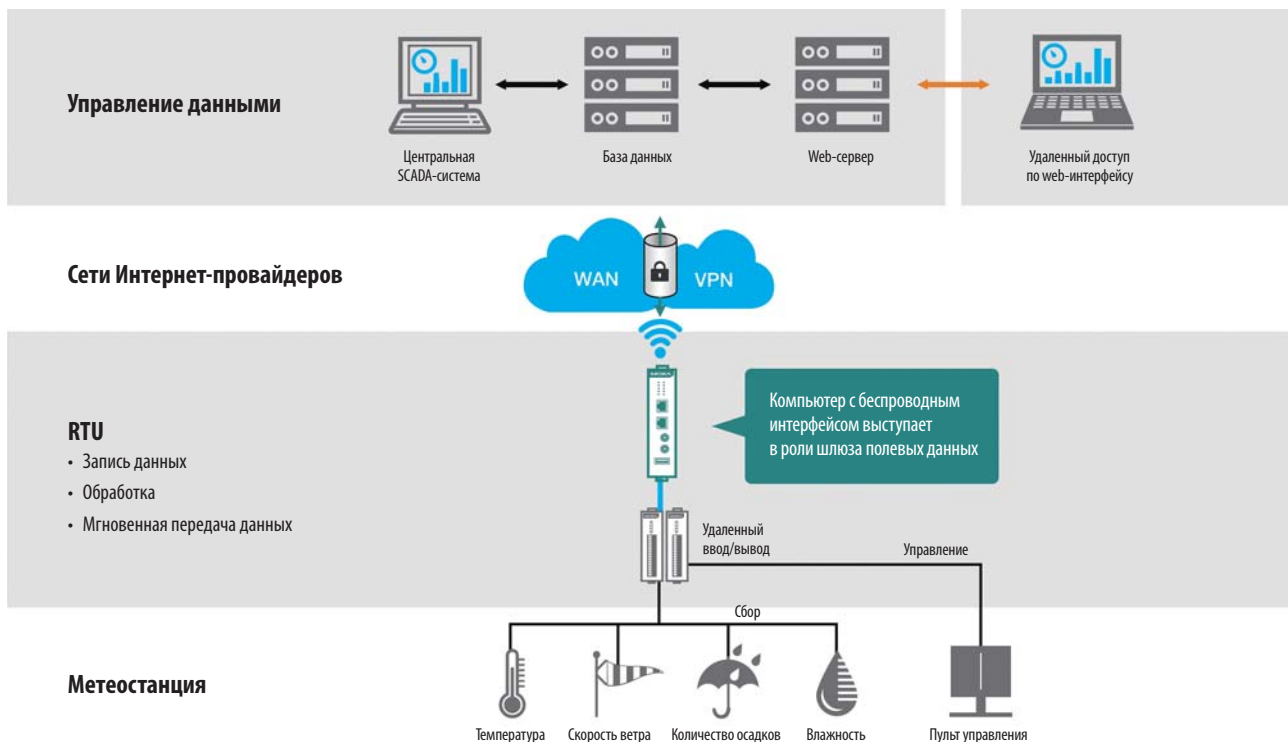 Управление данными
Центральная
SCADA-система
База данных
Web-сервер
Удаленный доступ
по web-интерфейсу
Сети Интернет-провайдеров
WAN
VPN
RTU
• Запись данных
• Обработка
• Мгновенная передача данных
Компьютер с беспроводным
интерфейсом выступает
в роли шлюза полевых данных
Удаленный
ввод/вывод
Управление
Сбор
Метеостанция
Температура
Скорость ветра
Количество осадков
Влажность
Пульт управления